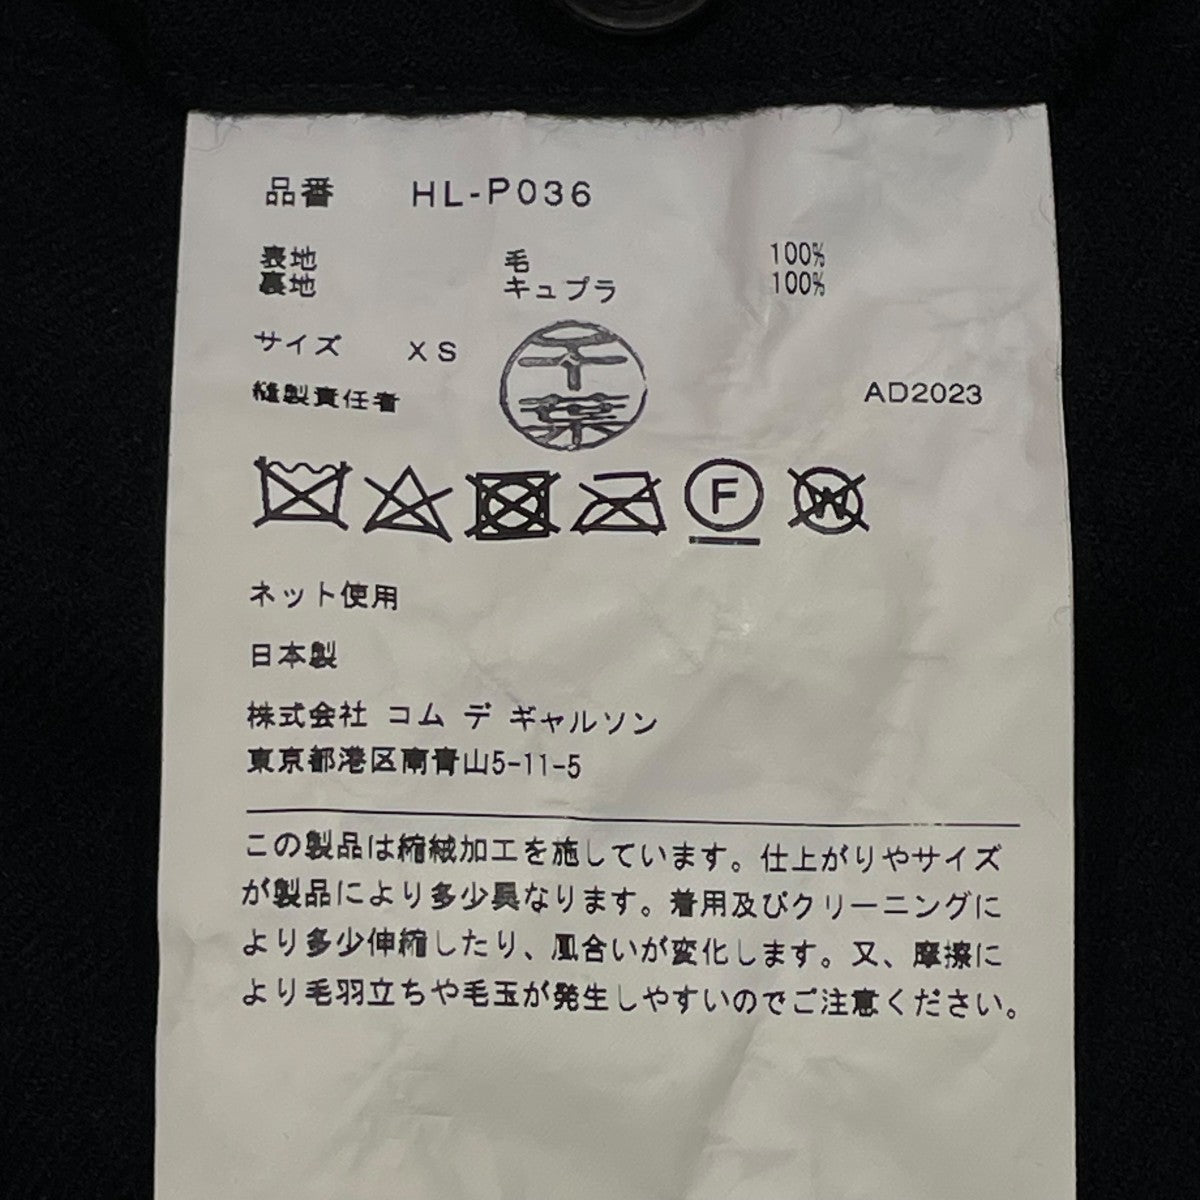 品番 HL-P036
表地 毛 100%
裏地 キュプラ 100%
サイズ XS
縫製責任者 千葉 AD2023
F W
ネット使用
日本製
株式会社 コム デ ギャルソン
東京都港区南青山5-11-5
この製品は縮絨加工を施しています。仕上がりやサイズ
が製品により多少異なります。着用及びクリーニングに
より多少伸縮したり、風合いが変化します。又、摩擦に
より毛羽立ちや毛玉が発生しやすいのでご注意ください。